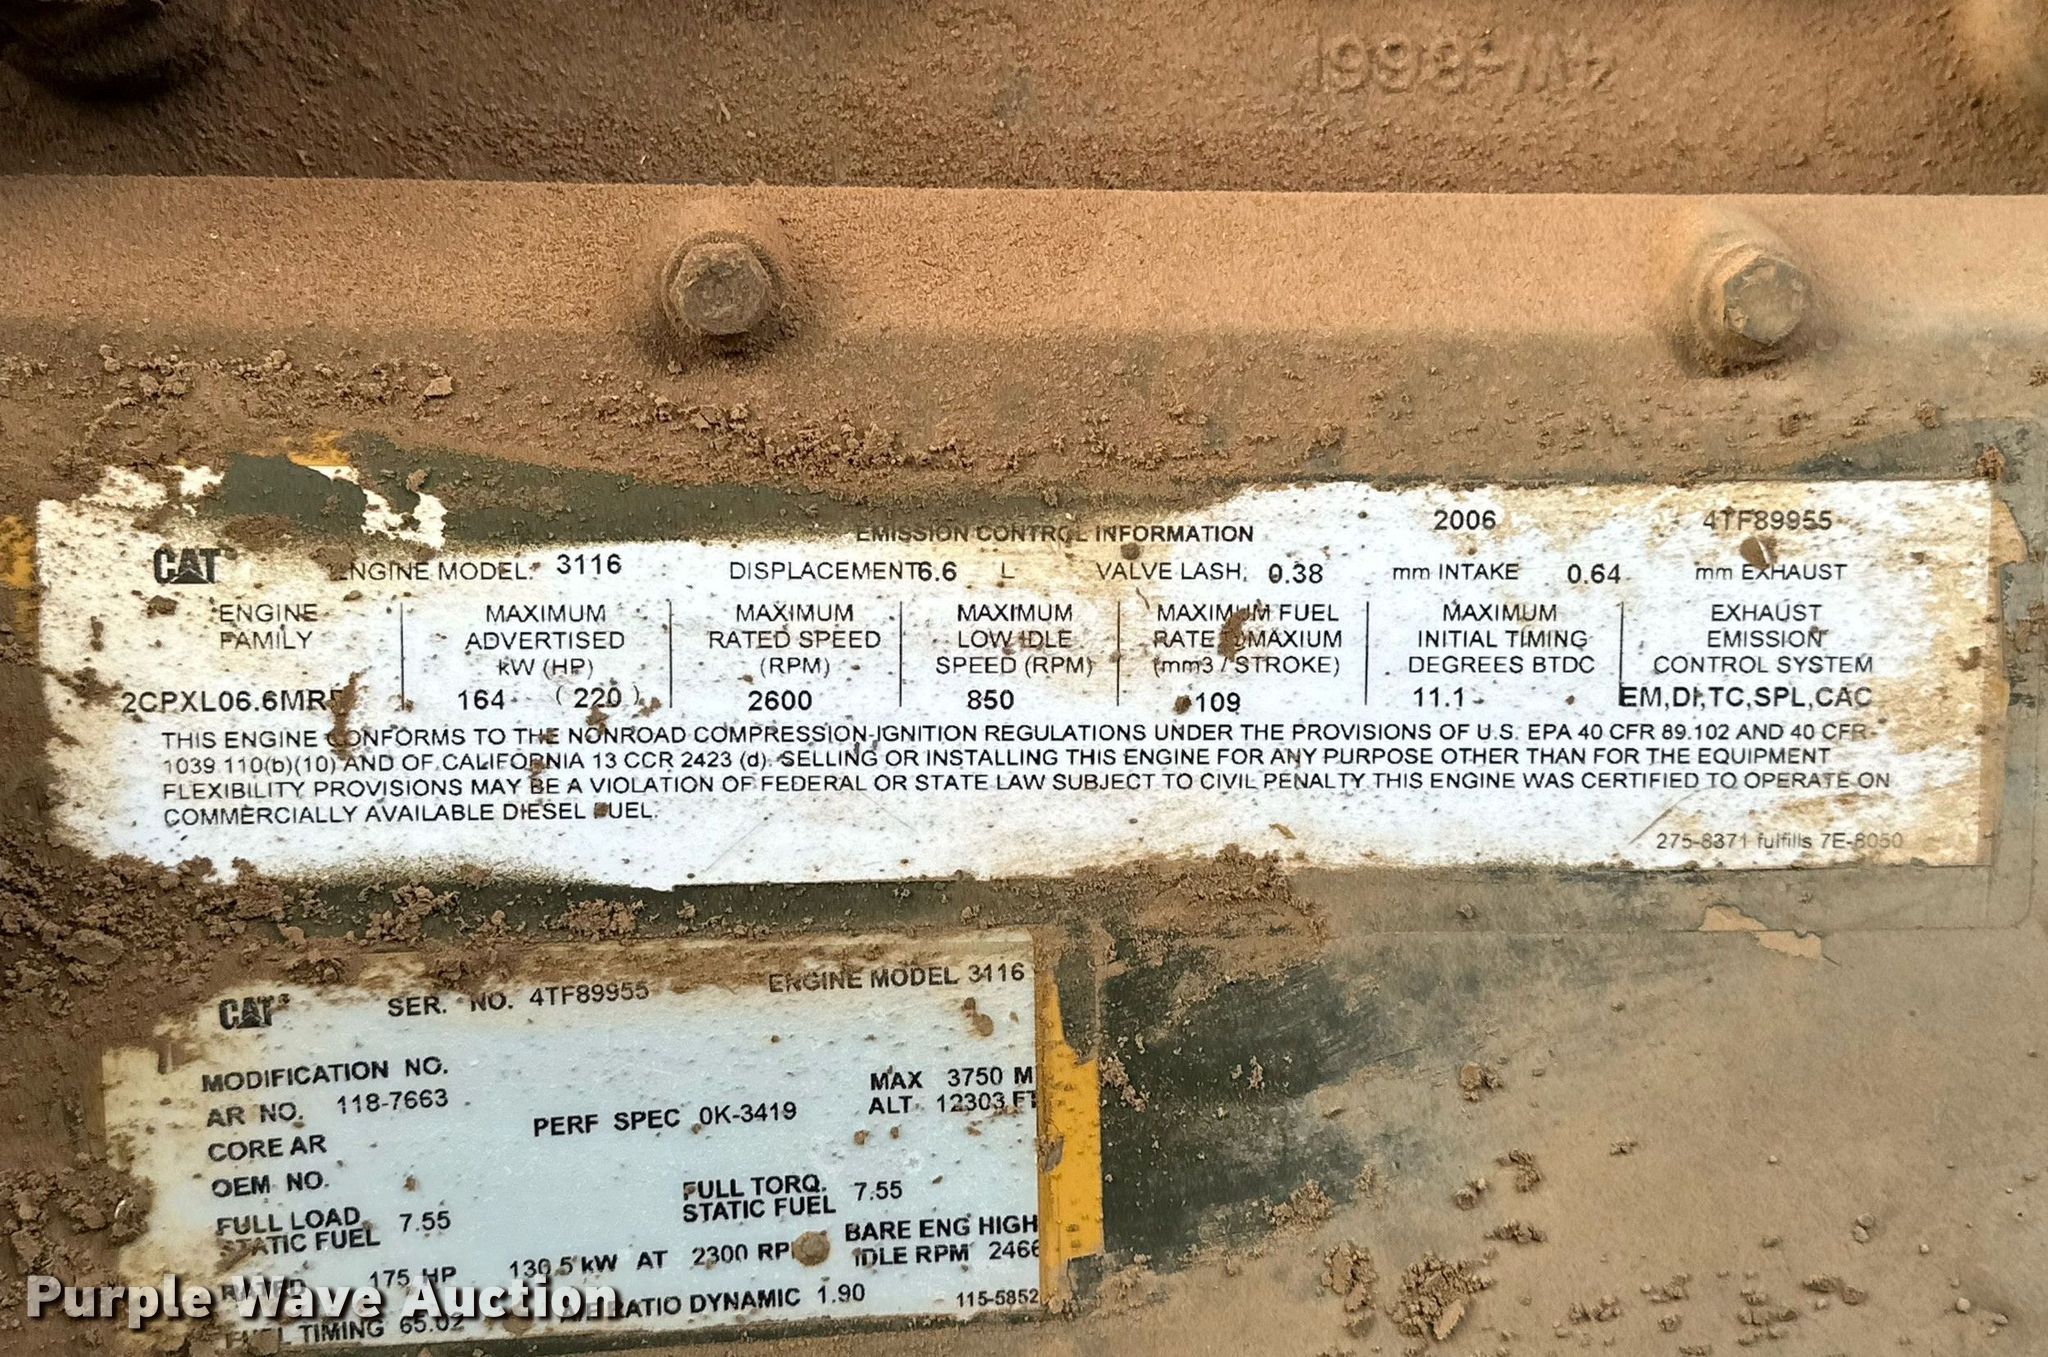 EMISSION CONTROL INFORMATION 2006 4TF89955
CAT ENGINE MODEL: 3116 DISPLACEMENT 6.6 L VALVE LASH, 0.38 mm INTAKE 0.64 mm EXHAUST
ENGINE MAXIMUM MAXIMUM MAXIMUM MAXIMUM FUEL MAXIMUM EXHAUST
FAMILY ADVERTISED RATED SPEED LOW IDLE RATE MAXIUM INITIAL TIMING EMISSION
kW (HP) (RPM) SPEED (RPM) (mm3 / STROKE) DEGREES BTDC CONTROL SYSTEM
2CPXL06.6MR 164 (220) 2600 850 109 11.1 EM,DI,TC,SPL,CAC
THIS ENGINE CONFORMS TO THE NONROAD COMPRESSION-IGNITION REGULATIONS UNDER THE PROVISIONS OF U.S. EPA 40 CFR 89.102 AND 40 CFR
1039.110(b)(10) AND OF CALIFORNIA 13 CCR 2423 (d). SELLING OR INSTALLING THIS ENGINE FOR ANY PURPOSE OTHER THAN FOR THE EQUIPMENT
FLEXIBILITY PROVISIONS MAY BE A VIOLATION OF FEDERAL OR STATE LAW SUBJECT TO CIVIL PENALTY THIS ENGINE WAS CERTIFIED TO OPERATE ON
COMMERCIALLY AVAILABLE DIESEL FUEL.
275-8371 fulfills 7E-8050
CAT SER. NO. 4TF89955 ENGINE MODEL 3116
MODIFICATION NO.
AR NO. 118-7663
CORE AR
OEM NO.
PERF SPEC 0K-3419
MAX 3750 M
ALT 12303 FT
FULL LOAD
STATIC FUEL 7.55
FULL TORQ.
STATIC FUEL 7.55
BARE ENG HIGH
IDLE RPM 2466
175 HP 130.5 kW AT 2300 RP
RATIO DYNAMIC 1.90 115-5852
FUEL TIMING 65.02
Purple Wave Auction